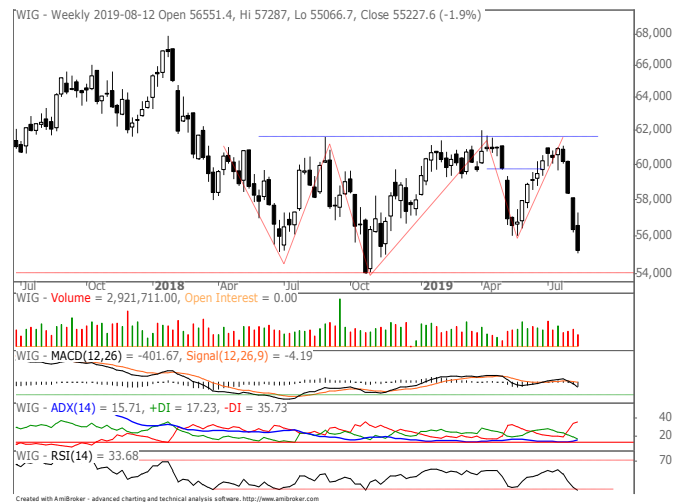 WIG - Weekly 2019-08-12 Open 56551.4, Hi 57287, Lo 55066.7, Close 55227.6 (-1.9%)
68,000
66,000
64,000
62,000
60,000
58,000
56,000
54,000
Jul Oct 2018 Apr Jul Oct 2019 Apr Jul
WIG - Volume = 2,921,711.00, Open Interest = 0.00
WIG - MACD(12,26) = -401.67, Signal(12,26,9) = -4.19
WIG - ADX(14) = 15.71, +DI = 17.23, -DI = 35.73
40
20
WIG - RSI(14) = 33.68
70
Created with AmiBroker - advanced charting and technical analysis software. http://www.amibroker.com